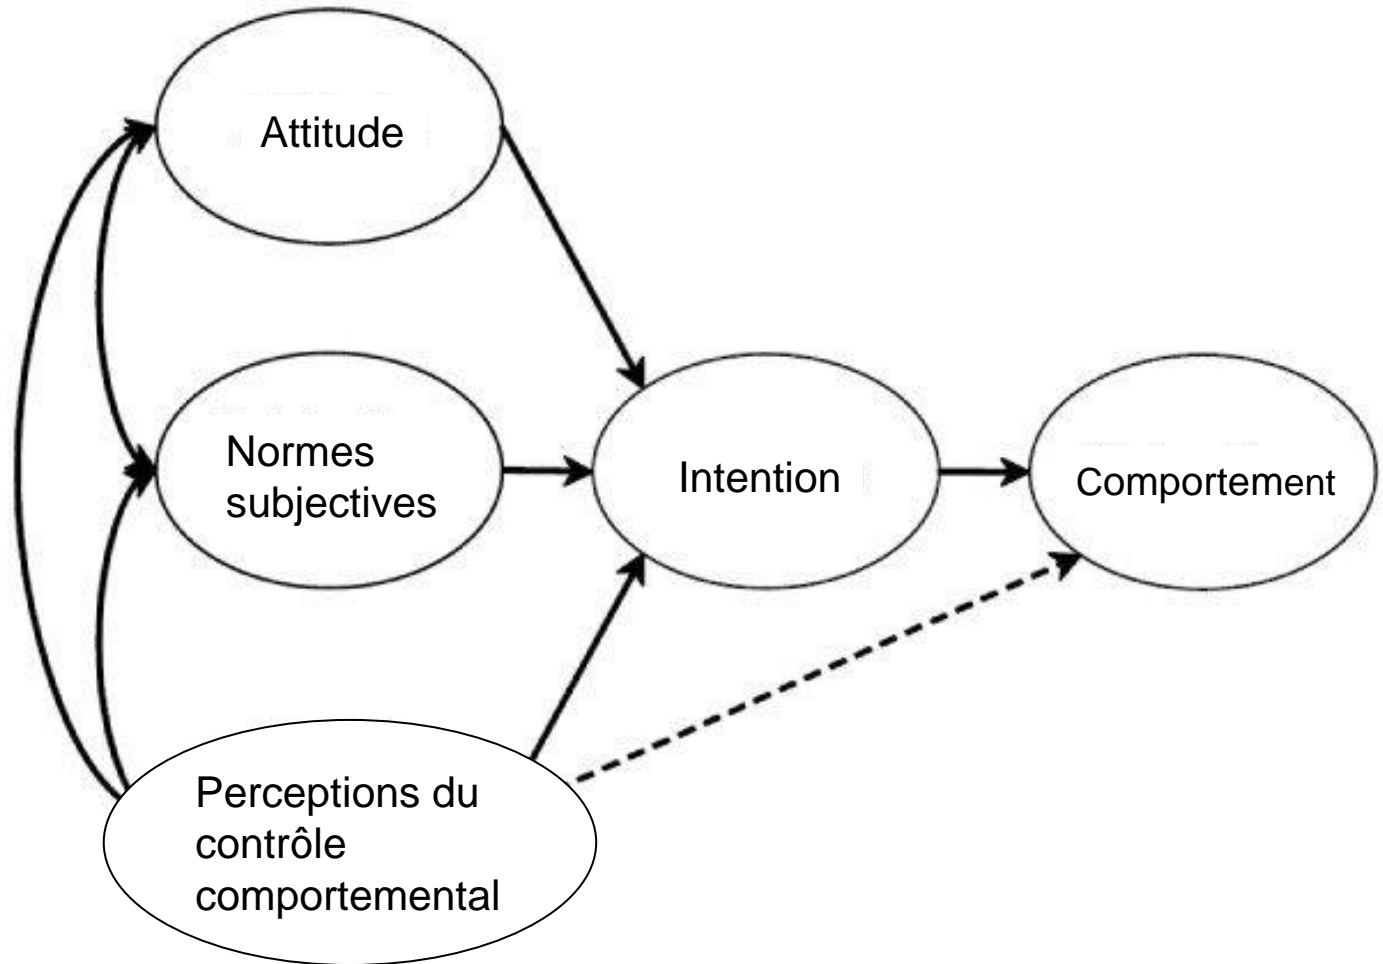 Attitude
Normes
subjectives
Intention
Comportement
Perceptions du
contrôle
comportemental